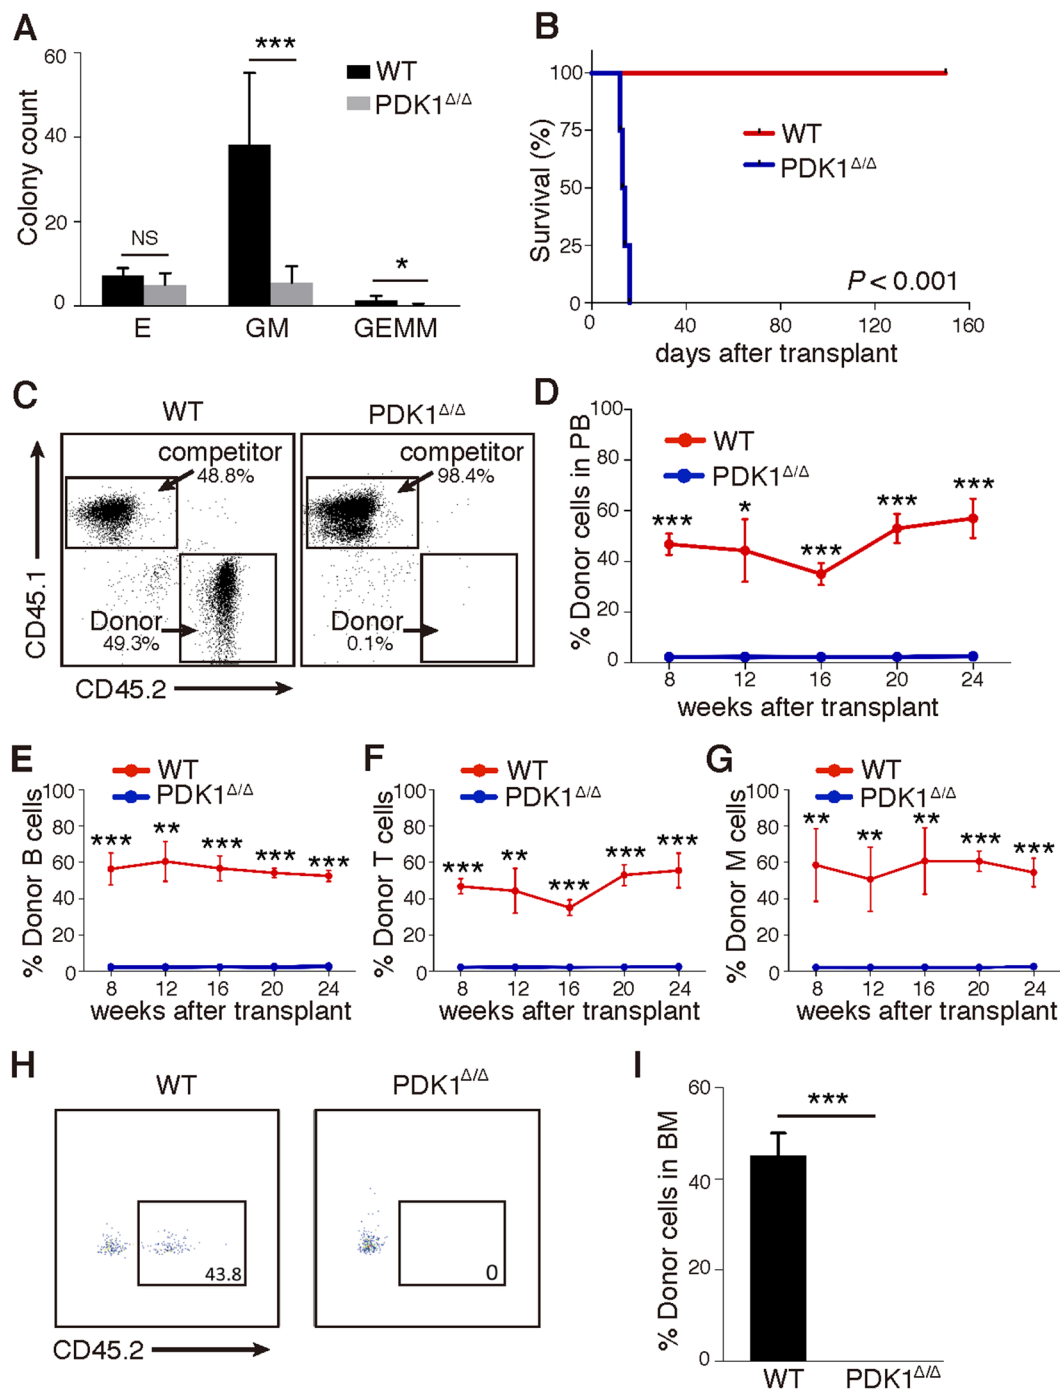 A
60
40
20
0
Colony count
***
NS
*
WT
PDK1Δ/Δ
E
GM
GEMM
B
100
75
50
25
0
Survival (%)
WT
PDK1Δ/Δ
P < 0.001
0
40
80
120
160
days after transplant
C
WT
PDK1Δ/Δ
competitor
48.8%
Donor
49.3%
competitor
98.4%
Donor
0.1%
CD45.1
CD45.2
D
100
80
60
40
20
0
% Donor cells in PB
WT
PDK1Δ/Δ
***
*
***
***
***
8
12
16
20
24
weeks after transplant
E
WT
PDK1Δ/Δ
100
80
60
40
20
0
% Donor B cells
***
**
***
***
***
8
12
16
20
24
weeks after transplant
F
WT
PDK1Δ/Δ
100
80
60
40
20
0
% Donor T cells
***
**
***
***
***
8
12
16
20
24
weeks after transplant
G
WT
PDK1Δ/Δ
100
80
60
40
20
0
% Donor M cells
**
**
**
***
***
8
12
16
20
24
weeks after transplant
H
WT
PDK1Δ/Δ
43.8
0
CD45.2
I
60
40
20
0
% Donor cells in BM
***
WT
PDK1Δ/Δ